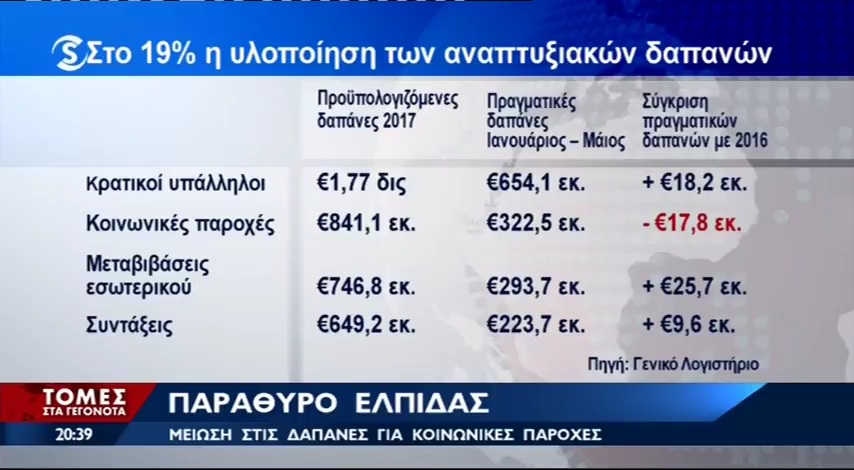 Στο 19% η υλοποίηση των αναπτυξιακών δαπανών
Προϋπολογιζόμενες
δαπάνες 2017
Πραγματικές
δαπάνες
Ιανουάριος – Μάιος
Σύγκριση
πραγματικών
δαπανών με 2016
Κρατικοί υπάλληλοι €1,77 δις €654,1 εκ. + €18,2 εκ.
Κοινωνικές παροχές €841,1 εκ. €322,5 εκ. - €17,8 εκ.
Μεταβιβάσεις
εσωτερικού €746,8 εκ. €293,7 εκ. + €25,7 εκ.
Συντάξεις €649,2 εκ. €223,7 εκ. + €9,6 εκ.
Πηγή: Γενικό Λογιστήριο
ΤΟΜΕΣ
ΣΤΑ ΓΕΓΟΝΟΤΑ
ΠΑΡΑΘΥΡΟ ΕΛΠΙΔΑΣ
20:39
ΜΕΙΩΣΗ ΣΤΙΣ ΔΑΠΑΝΕΣ ΓΙΑ ΚΟΙΝΩΝΙΚΕΣ ΠΑΡΟΧΕΣ